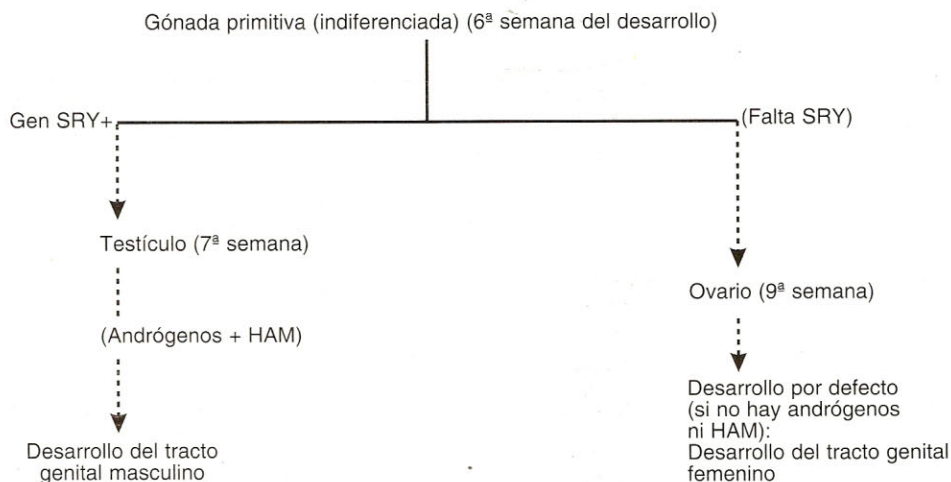 Gónada primitiva (indiferenciada) (6ª semana del desarrollo)
Gen SRY+
(Falta SRY)
Testículo (7ª semana)
Ovario (9ª semana)
(Andrógenos + HAM)
Desarrollo por defecto
(si no hay andrógenos
ni HAM):
Desarrollo del tracto genital
femenino
Desarrollo del tracto
genital masculino